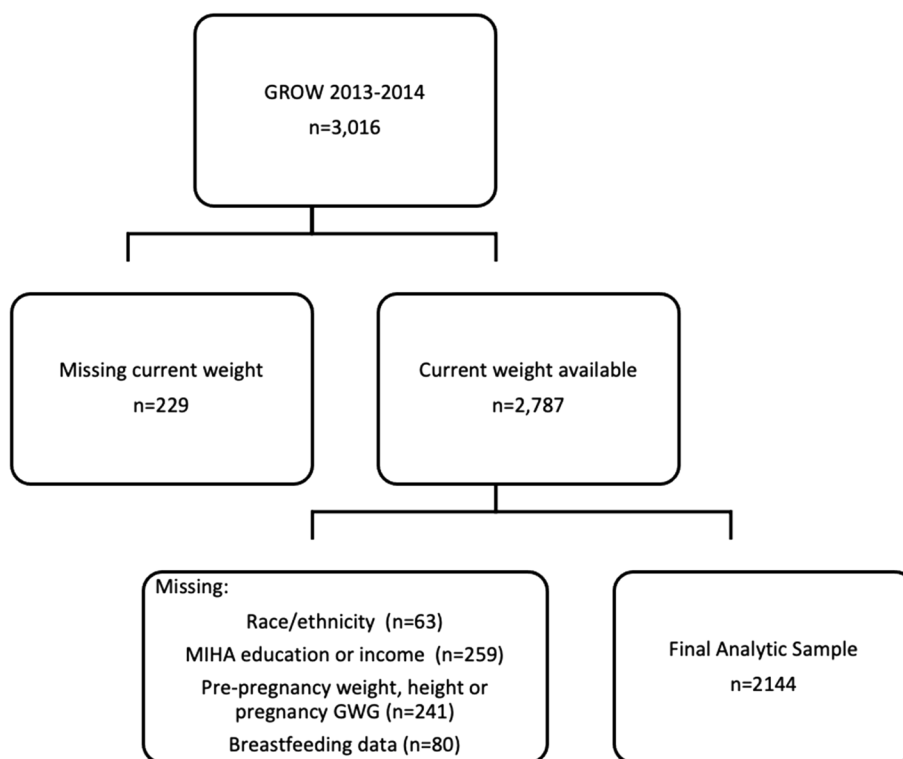 GROW 2013-2014
n=3,016
Missing current weight
n=229
Current weight available
n=2,787
Missing:
Race/ethnicity (n=63)
MIHA education or income (n=259)
Pre-pregnancy weight, height or
pregnancy GWG (n=241)
Breastfeeding data (n=80)
Final Analytic Sample
n=2144